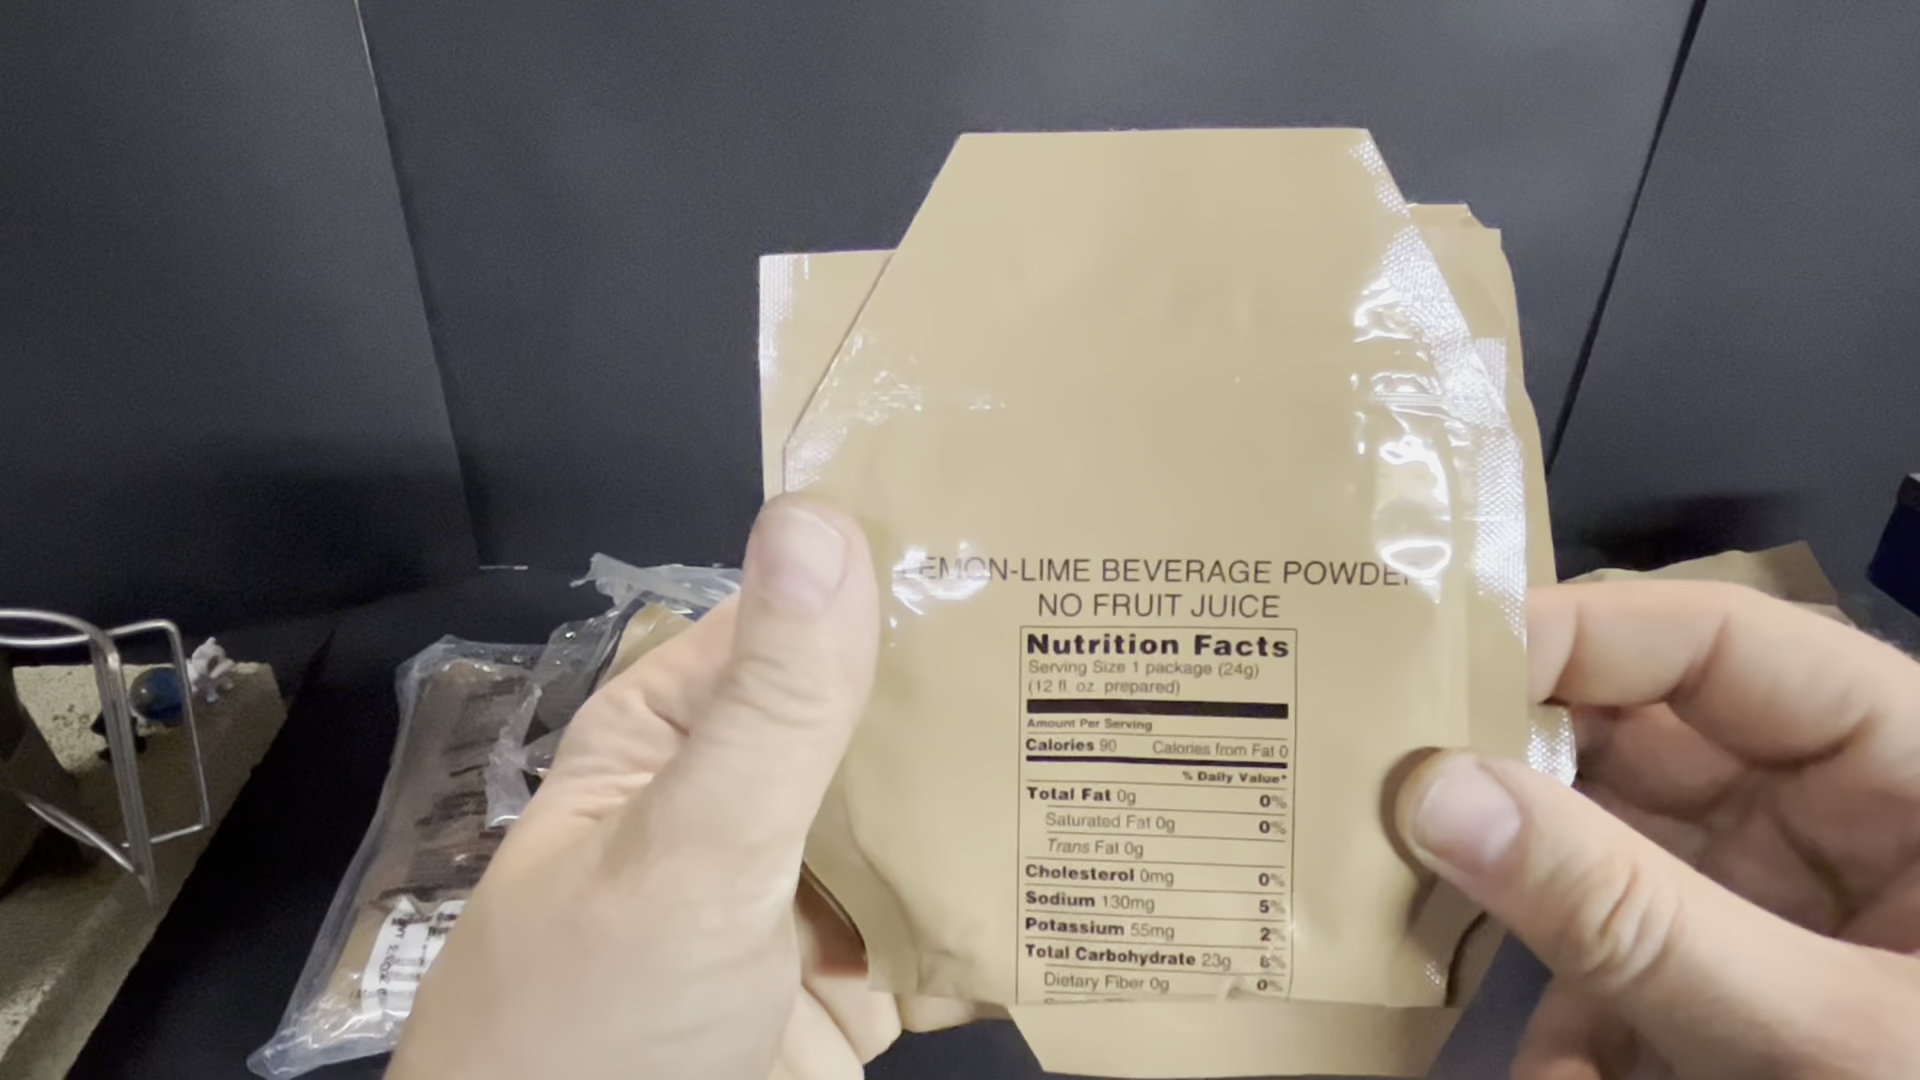 LEMON-LIME BEVERAGE POWDER
NO FRUIT JUICE
Nutrition Facts
Serving Size 1 package (24g)
(12 fl. oz. prepared)
Amount Per Serving
Calories 90 Calories from Fat 0
% Daily Value*
Total Fat 0g 0%
Saturated Fat 0g 0%
Trans Fat 0g
Cholesterol 0mg 0%
Sodium 130mg 5%
Potassium 55mg 2%
Total Carbohydrate 23g 8%
Dietary Fiber 0g 0%